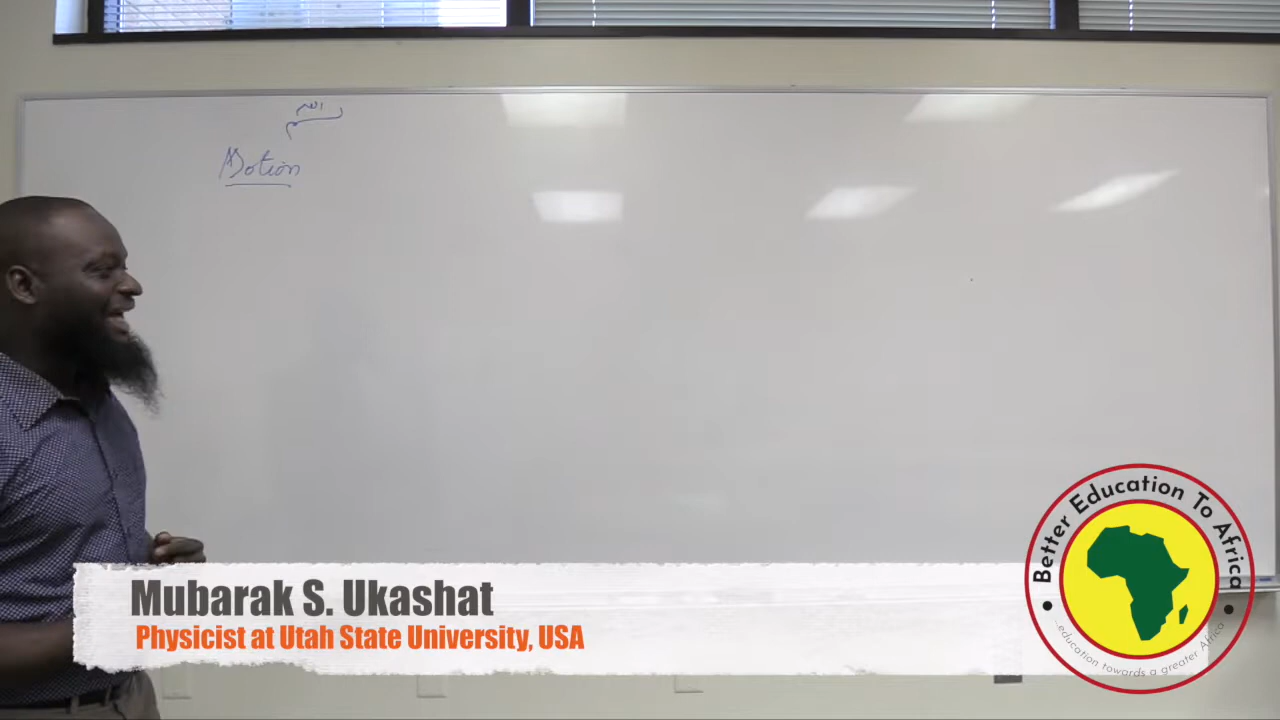 Motion
Mubarak S. Ukashat
Physicist at Utah State University, USA
Better Education To Africa
...education towards a greater Africa